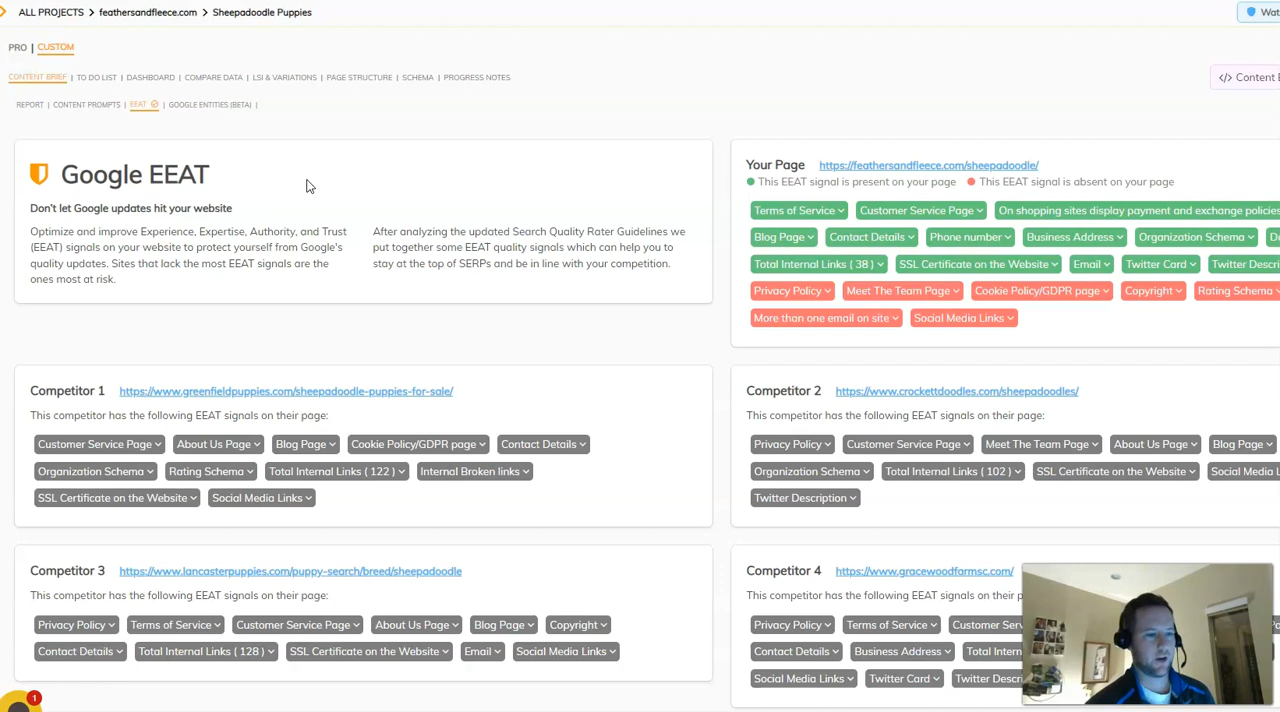 ALL PROJECTS > feathersandfleece.com > Sheepadoodle Puppies
Wat
PRO | CUSTOM
CONTENT BRIEF | TO DO LIST | DASHBOARD | COMPARE DATA | LSI & VARIATIONS | PAGE STRUCTURE | SCHEMA | PROGRESS NOTES
</> Content
REPORT | CONTENT PROMPTS | EEAT | GOOGLE ENTITIES (BETA) |
Google EEAT
Don't let Google updates hit your website
Optimize and improve Experience, Expertise, Authority, and Trust
(EEAT) signals on your website to protect yourself from Google's
quality updates. Sites that lack the most EEAT signals are the
ones most at risk.
After analyzing the updated Search Quality Rater Guidelines we
put together some EEAT quality signals which can help you to
stay at the top of SERPs and be in line with your competition.
Your Page https://feathersandfleece.com/sheepadoodle/
This EEAT signal is present on your page This EEAT signal is absent on your page
Terms of Service Customer Service Page On shopping sites display payment and exchange policies
Blog Page Contact Details Phone number Business Address Organization Schema
Total Internal Links ( 38 ) SSL Certificate on the Website Email Twitter Card Twitter Descri
Privacy Policy Meet The Team Page Cookie Policy/GDPR page Copyright Rating Schema
More than one email on site Social Media Links
Competitor 1 https://www.greenfieldpuppies.com/sheepadoodle-puppies-for-sale/
This competitor has the following EEAT signals on their page:
Customer Service Page About Us Page Blog Page Cookie Policy/GDPR page Contact Details
Organization Schema Rating Schema Total Internal Links ( 122 ) Internal Broken links
SSL Certificate on the Website Social Media Links
Competitor 2 https://www.crockettdoodles.com/sheepadoodles/
This competitor has the following EEAT signals on their page:
Privacy Policy Customer Service Page Meet The Team Page About Us Page Blog Page
Organization Schema Total Internal Links ( 102 ) SSL Certificate on the Website Social Media L
Twitter Description
Competitor 3 https://www.lancasterpuppies.com/puppy-search/breed/sheepadoodle
This competitor has the following EEAT signals on their page:
Privacy Policy Terms of Service Customer Service Page About Us Page Blog Page Copyright
Contact Details Total Internal Links ( 128 ) SSL Certificate on the Website Email Social Media Links
Competitor 4 https://www.gracewoodfarmsc.com/
This competitor has the following EEAT signals on their p
Privacy Policy Terms of Service Customer Serv
Contact Details Business Address Total Intern
Social Media Links Twitter Card Twitter Descri
1